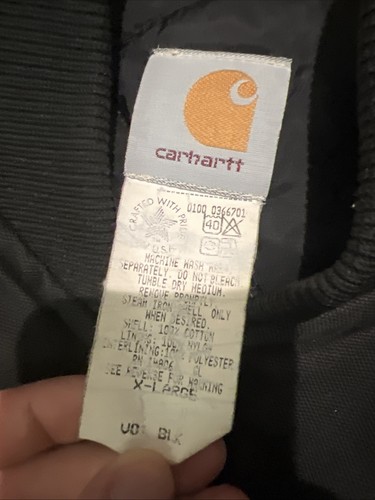 carhartt
CRAFTED WITH PRIDE
U.S.A.
0100 0366701
40
MACHINE WASH WARM
SEPARATELY. DO NOT BLEACH
TUMBLE DRY MEDIUM.
REMOVE PROMPTLY.
STEAM IRON SHELL ONLY
WHEN DESIRED.
SHELL: 100% COTTON
LINING: 100% NYLON
INTERLINING: 100% POLYESTER
RN 14806
SEE REVERSE FOR WARNING
X-LARGE
BLK